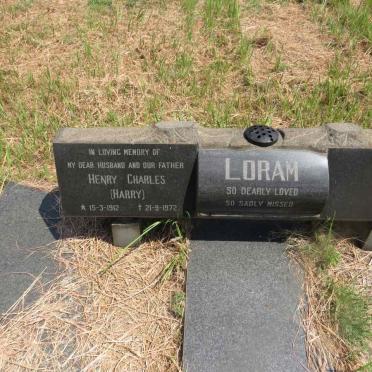 IN LOVING MEMORY OF
MY DEAR HUSBAND AND OUR FATHER
HENRY CHARLES
(HARRY)
* 15-3-1912 † 21-9-1972
LORAM
SO DEARLY LOVED
SO SADLY MISSED